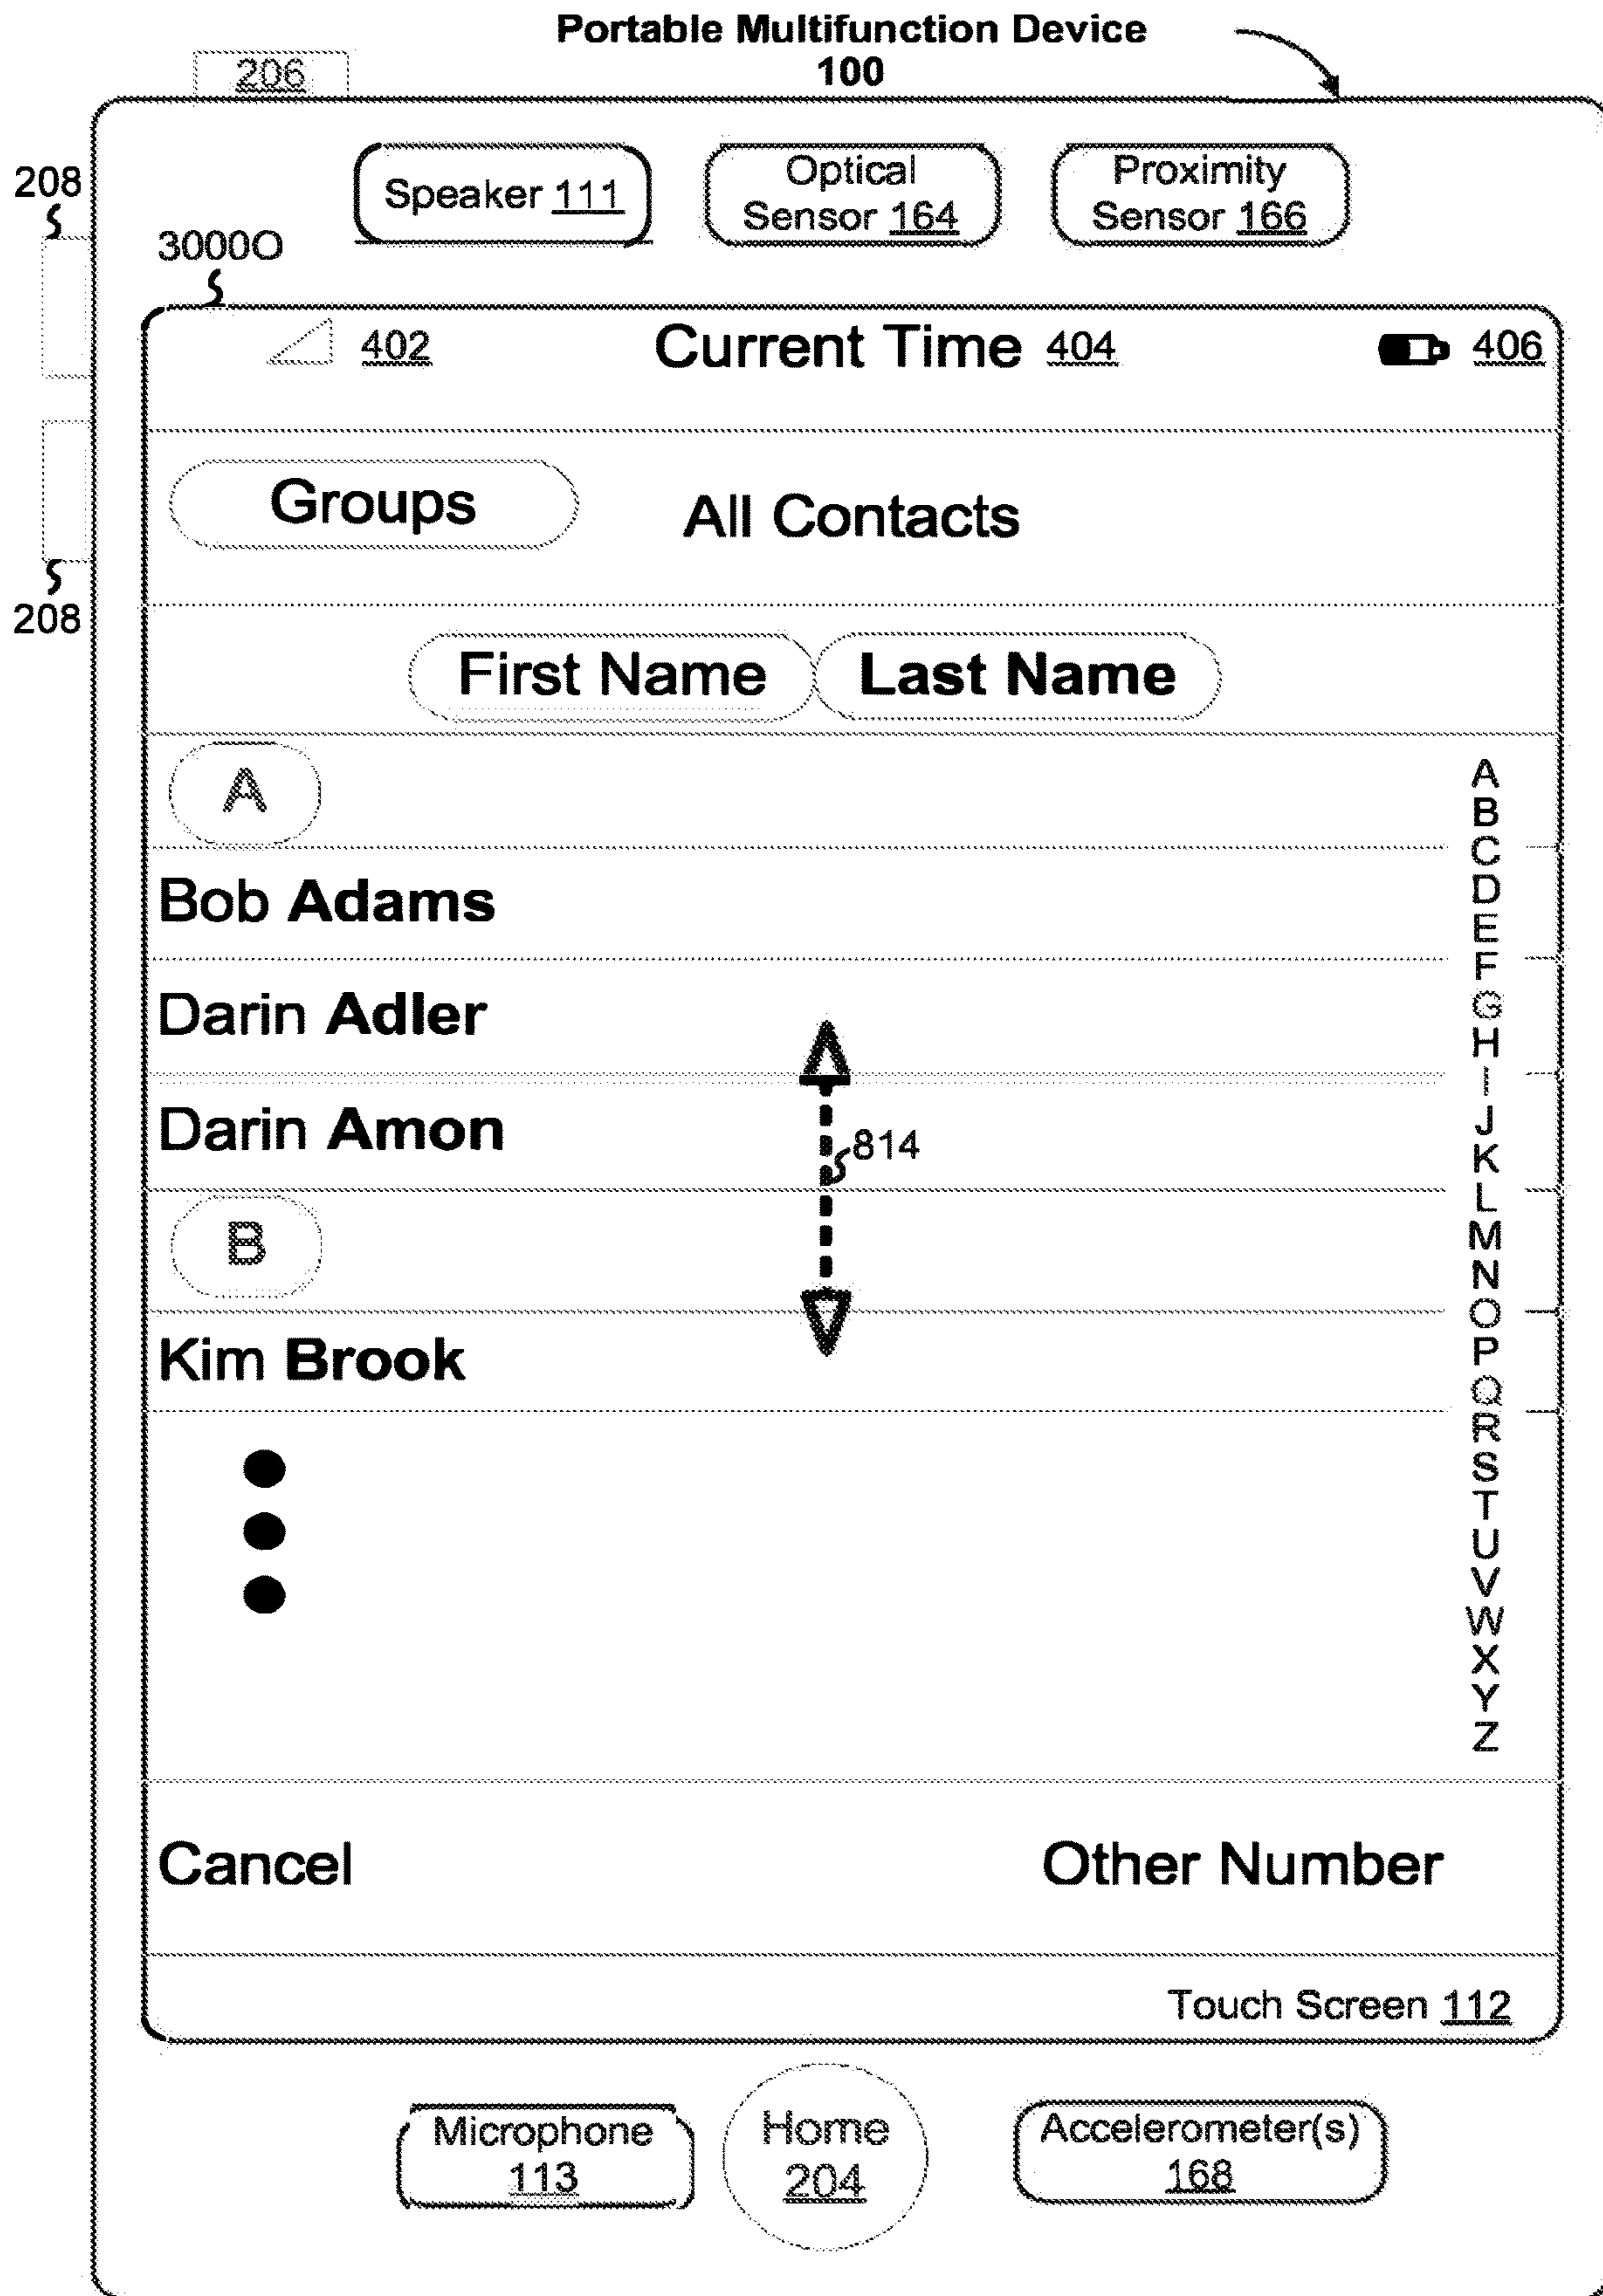 Portable Multifunction Device
100
206
208
Speaker 111
Optical
Sensor 164
Proximity
Sensor 166
3000O
402
Current Time 404
406
Groups
All Contacts
208
First Name
Last Name
A
Bob Adams
Darin Adler
Darin Amon
814
B
Kim Brook
A
B
C
D
E
F
G
H
I
J
K
L
M
N
O
P
Q
R
S
T
U
V
W
X
Y
Z
Cancel
Other Number
Touch Screen 112
Microphone
113
Home
204
Accelerometer(s)
168